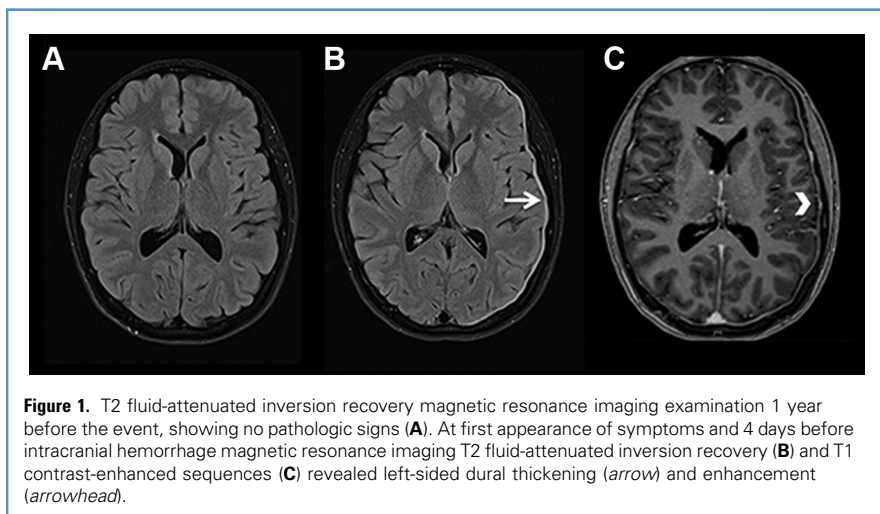 A B C
Figure 1. T2 fluid-attenuated inversion recovery magnetic resonance imaging examination 1 year
before the event, showing no pathologic signs (A). At first appearance of symptoms and 4 days before
intracranial hemorrhage magnetic resonance imaging T2 fluid-attenuated inversion recovery (B) and T1
contrast-enhanced sequences (C) revealed left-sided dural thickening (arrow) and enhancement
(arrowhead).